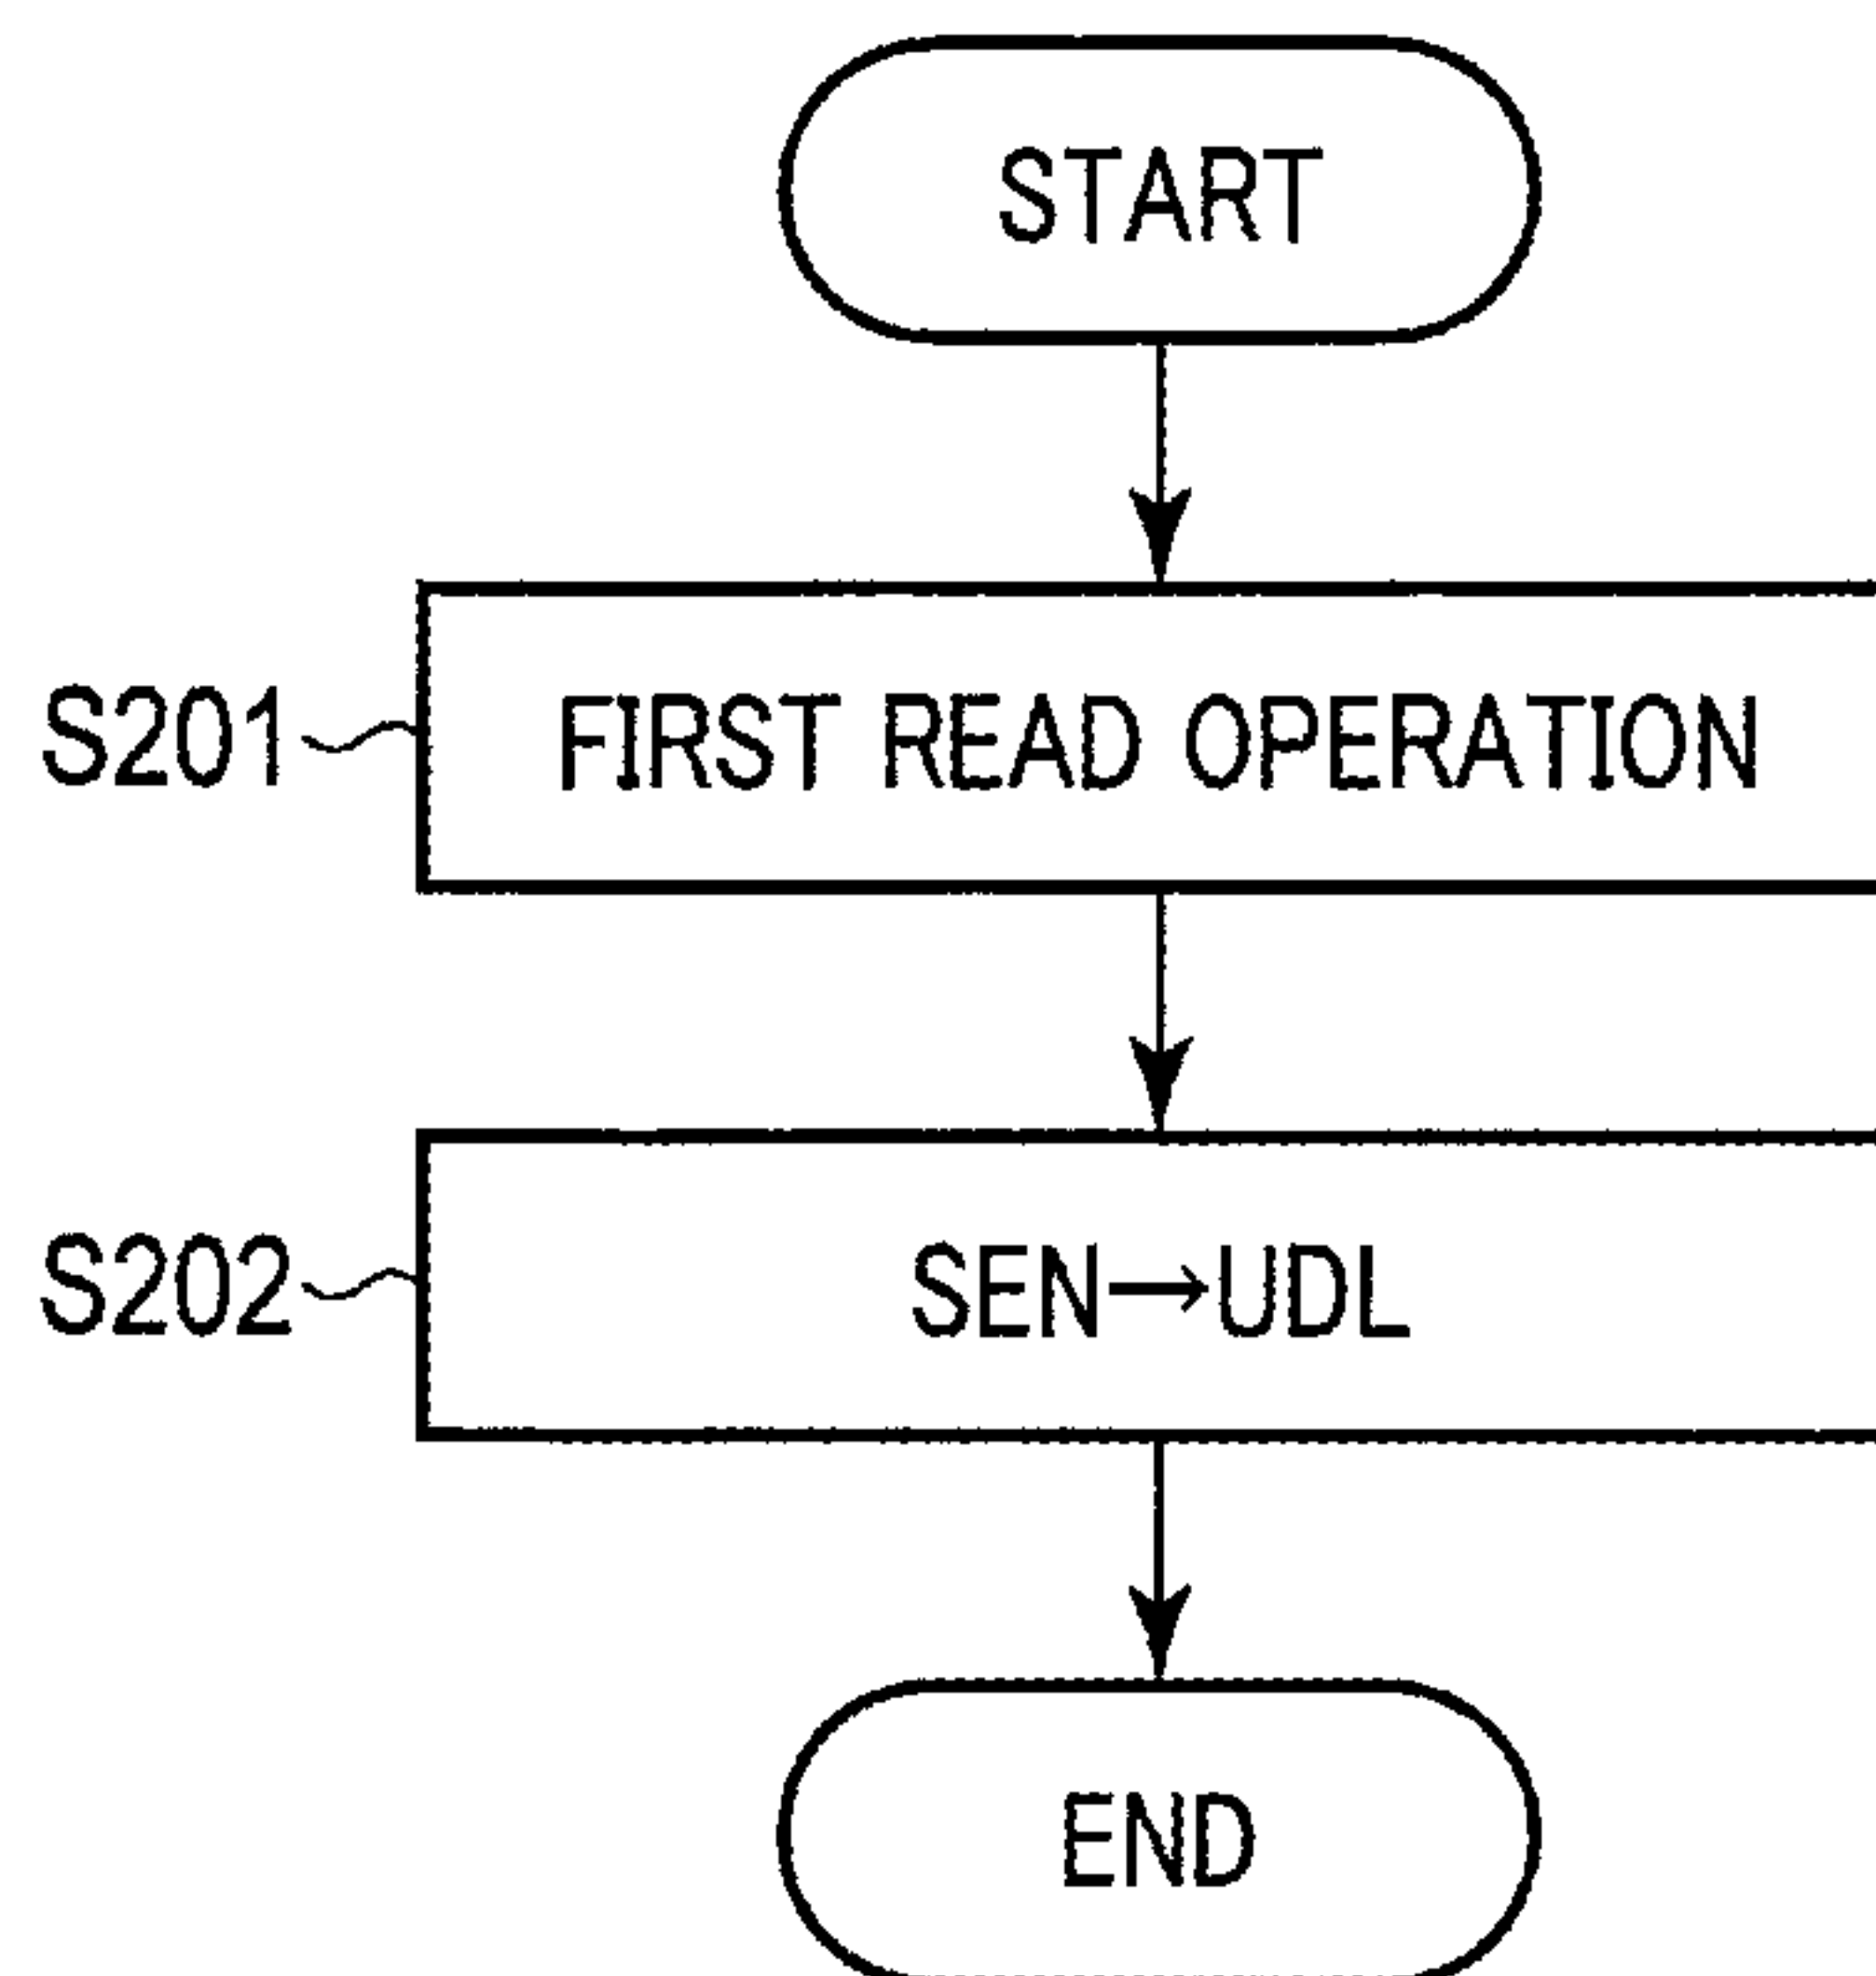 START
S201 FIRST READ OPERATION
S202 SEN→UDL
END